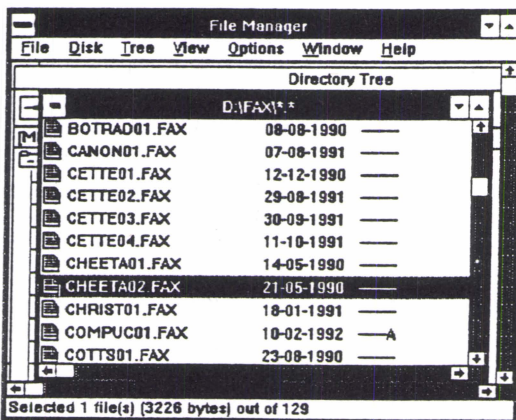 File Manager
File Disk Tree View Options Window Help
Directory Tree
D:\FAX\*.*
BOTRAD01.FAX 08-08-1990
CANON01.FAX 07-08-1991
CETTE01.FAX 12-12-1990
CETTE02.FAX 29-08-1991
CETTE03.FAX 30-09-1991
CETTE04.FAX 11-10-1991
CHEETA01.FAX 14-05-1990
CHEETA02.FAX 21-05-1990
CHRIST01.FAX 18-01-1991
COMPUC01.FAX 10-02-1992 —A
COTTS01.FAX 23-08-1990
Selected 1 file(s) (3226 bytes) out of 129